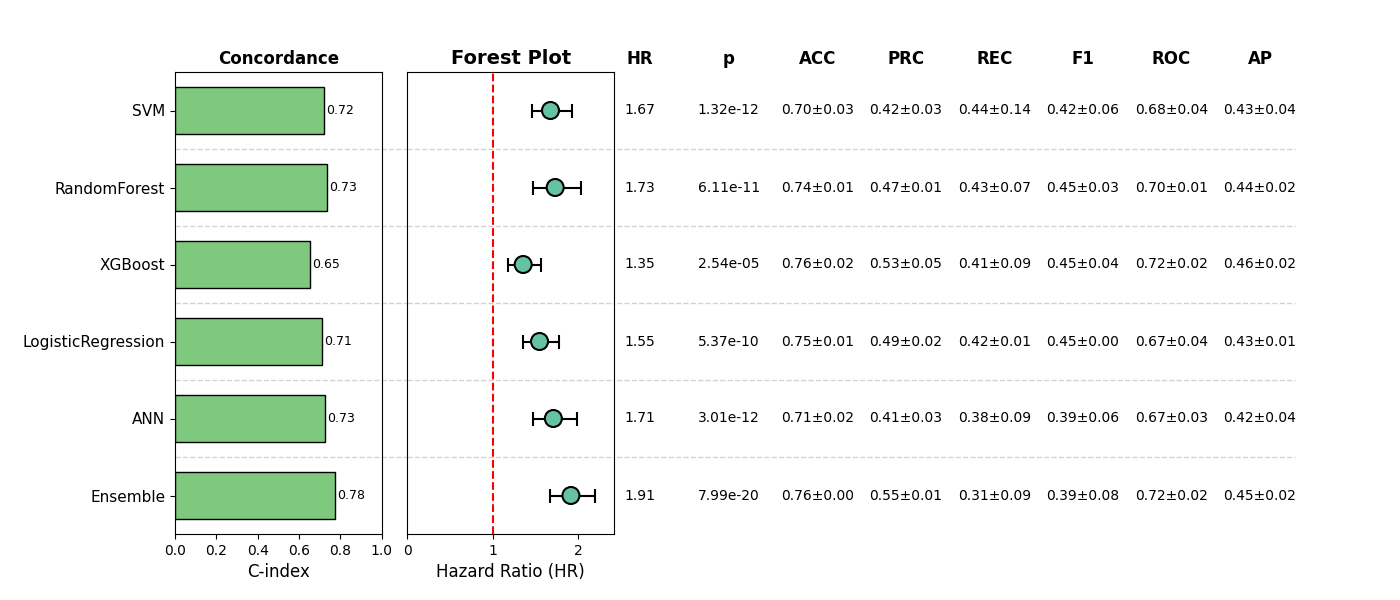 Concordance Forest Plot HR p ACC PRC REC F1 ROC AP
SVM 0.72 1.67 1.32e-12 0.70±0.03 0.42±0.03 0.44±0.14 0.42±0.06 0.68±0.04 0.43±0.04
RandomForest 0.73 1.73 6.11e-11 0.74±0.01 0.47±0.01 0.43±0.07 0.45±0.03 0.70±0.01 0.44±0.02
XGBoost 0.65 1.35 2.54e-05 0.76±0.02 0.53±0.05 0.41±0.09 0.45±0.04 0.72±0.02 0.46±0.02
LogisticRegression 0.71 1.55 5.37e-10 0.75±0.01 0.49±0.02 0.42±0.01 0.45±0.00 0.67±0.04 0.43±0.01
ANN 0.73 1.71 3.01e-12 0.71±0.02 0.41±0.03 0.38±0.09 0.39±0.06 0.67±0.03 0.42±0.04
Ensemble 0.78 1.91 7.99e-20 0.76±0.00 0.55±0.01 0.31±0.09 0.39±0.08 0.72±0.02 0.45±0.02
0.0 0.2 0.4 0.6 0.8 1.0 0 1 2
C-index Hazard Ratio (HR)